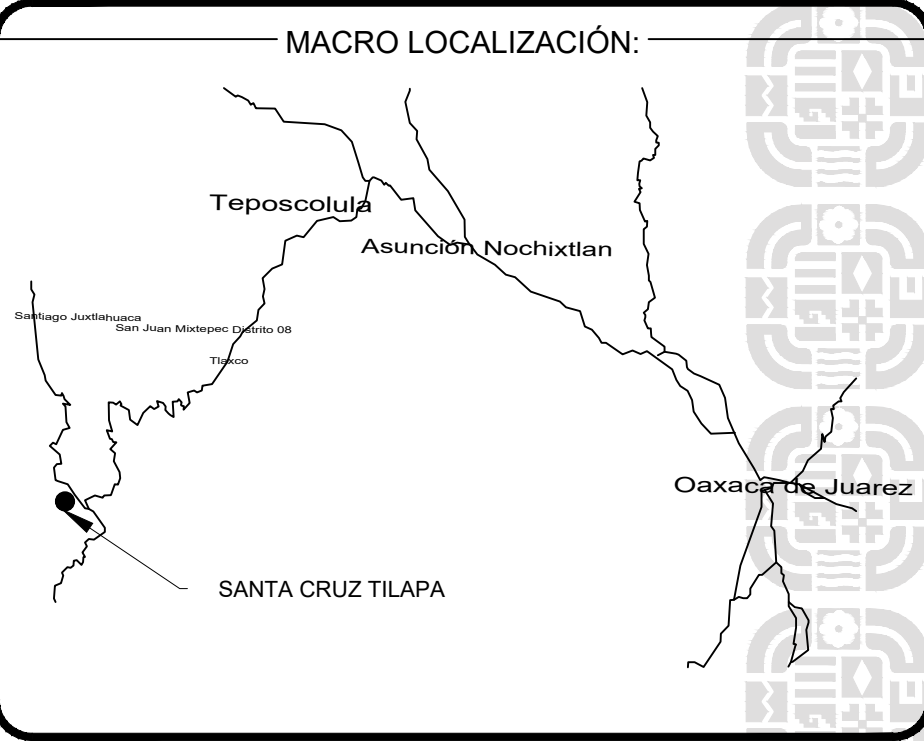 MACRO LOCALIZACIÓN:
Teposcolula
Asunción Nochixtlan
Santiago Juxtlahuaca
San Juan Mixtepec Distrito 08
Tlaxco
Oaxaca de Juarez
SANTA CRUZ TILAPA